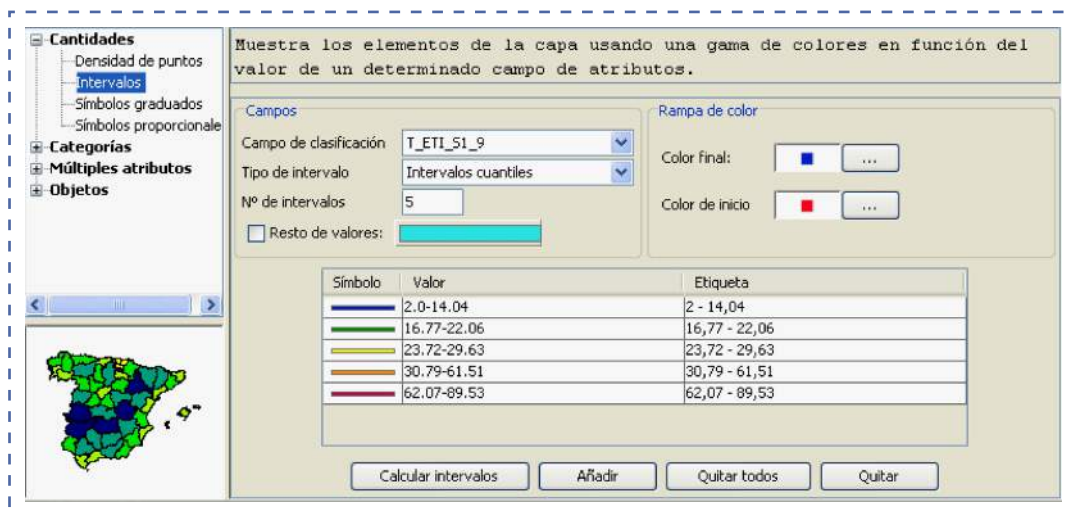 Cantidades
Densidad de puntos
Intervalos
Símbolos graduados
Símbolos proporcionale
Categorías
Múltiples atributos
Objetos
Muestra los elementos de la capa usando una gama de colores en función del
valor de un determinado campo de atributos.
Campos
Campo de clasificación T_ETI_S1_9
Tipo de intervalo Intervalos cuantiles
Nº de intervalos 5
Resto de valores:
Rampa de color
Color final: ...
Color de inicio ...
Símbolo Valor Etiqueta
2.0-14.04 2 - 14,04
16.77-22.06 16,77 - 22,06
23.72-29.63 23,72 - 29,63
30.79-61.51 30,79 - 61,51
62.07-89.53 62,07 - 89,53
Calcular intervalos Añadir Quitar todos Quitar